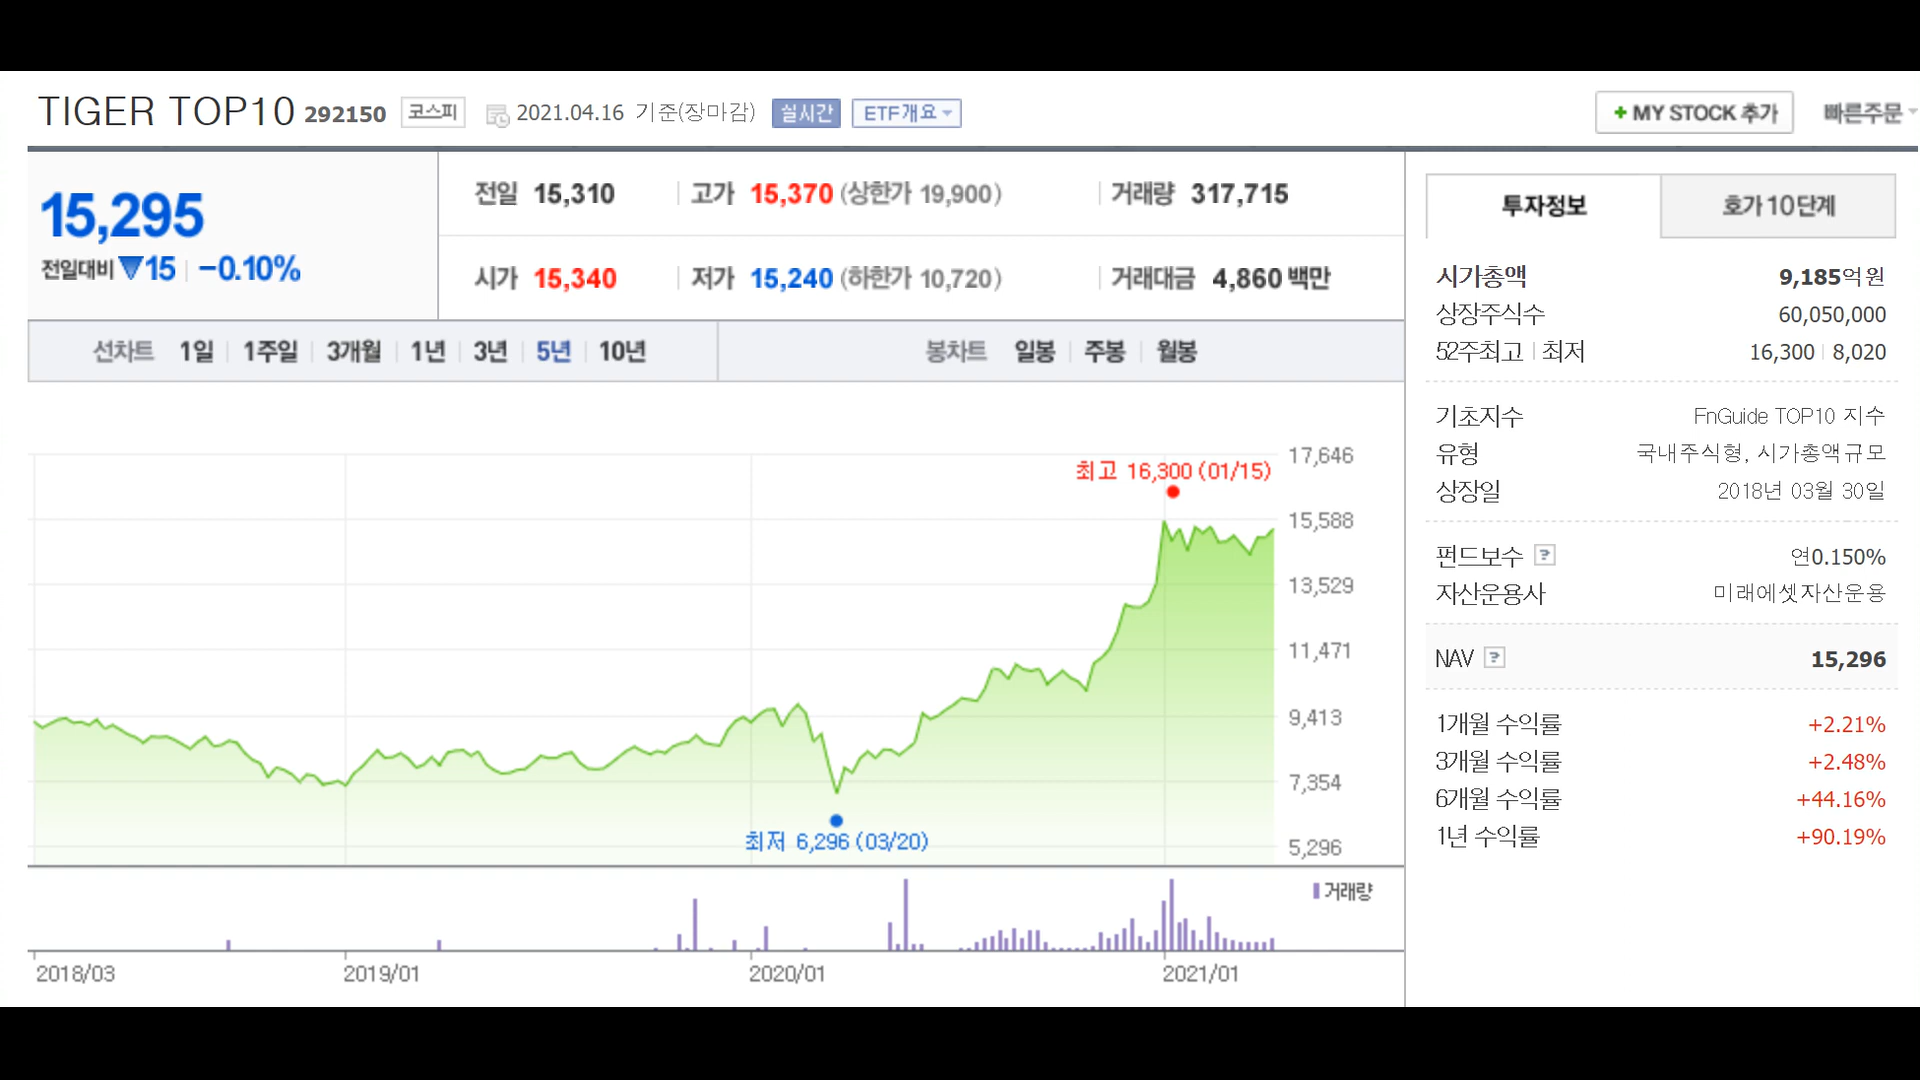 TIGER TOP10 292150 코스피 2021.04.16 기준(장마감) 실시간 ETF개요 + MY STOCK 추가 빠른주문
15,295
전일대비 ▼15 -0.10%
전일 15,310 고가 15,370 (상한가 19,900) 거래량 317,715
시가 15,340 저가 15,240 (하한가 10,720) 거래대금 4,860 백만
선차트 1일 1주일 3개월 1년 3년 5년 10년 봉차트 일봉 주봉 월봉
최고 16,300 (01/15)
17,646
15,588
13,529
11,471
9,413
7,354
5,296
최저 6,296 (03/20)
거래량
2018/03 2019/01 2020/01 2021/01
투자정보 호가 10단계
시가총액 9,185억원
상장주식수 60,050,000
52주최고 | 최저 16,300 | 8,020
기초지수 FnGuide TOP10 지수
유형 국내주식형, 시가총액규모
상장일 2018년 03월 30일
펀드보수 ? 연0.150%
자산운용사 미래에셋자산운용
NAV ? 15,296
1개월 수익률 +2.21%
3개월 수익률 +2.48%
6개월 수익률 +44.16%
1년 수익률 +90.19%